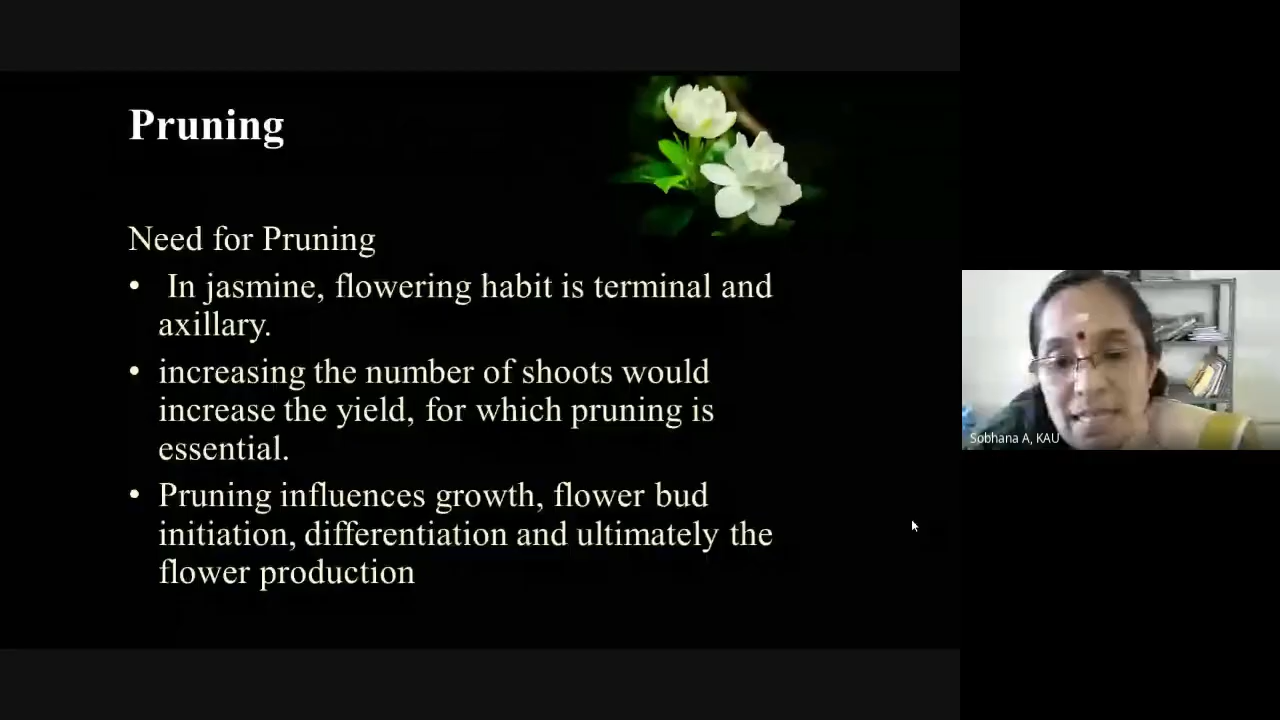 Pruning
Need for Pruning
• In jasmine, flowering habit is terminal and
axillary.
• increasing the number of shoots would
increase the yield, for which pruning is
essential.
• Pruning influences growth, flower bud
initiation, differentiation and ultimately the
flower production
Sobhana A, KAU